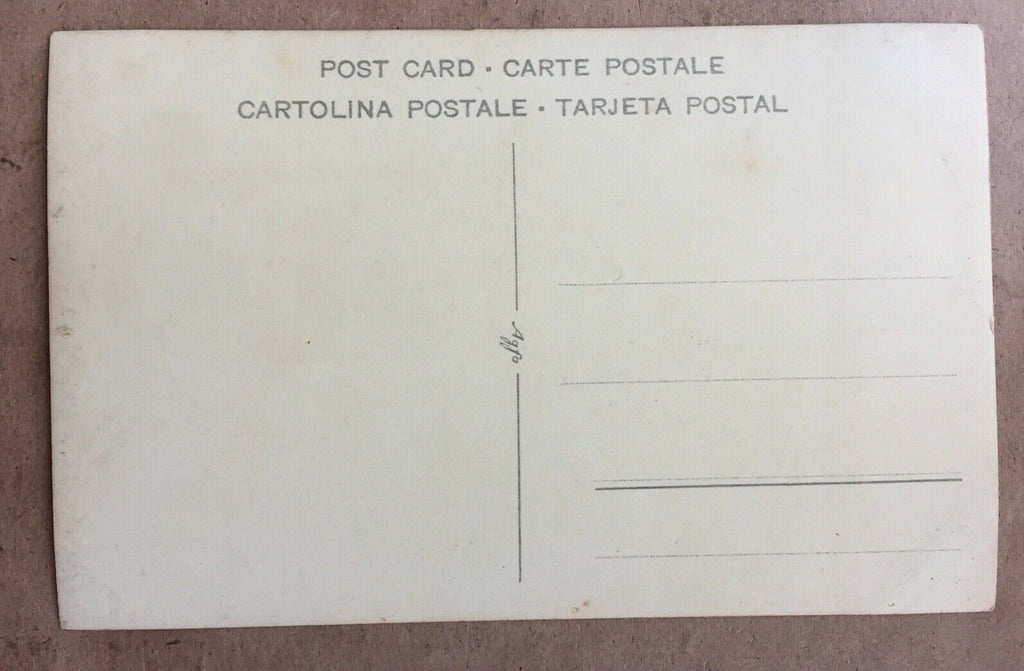 POST CARD · CARTE POSTALE
CARTOLINA POSTALE · TARJETA POSTAL
Agfa